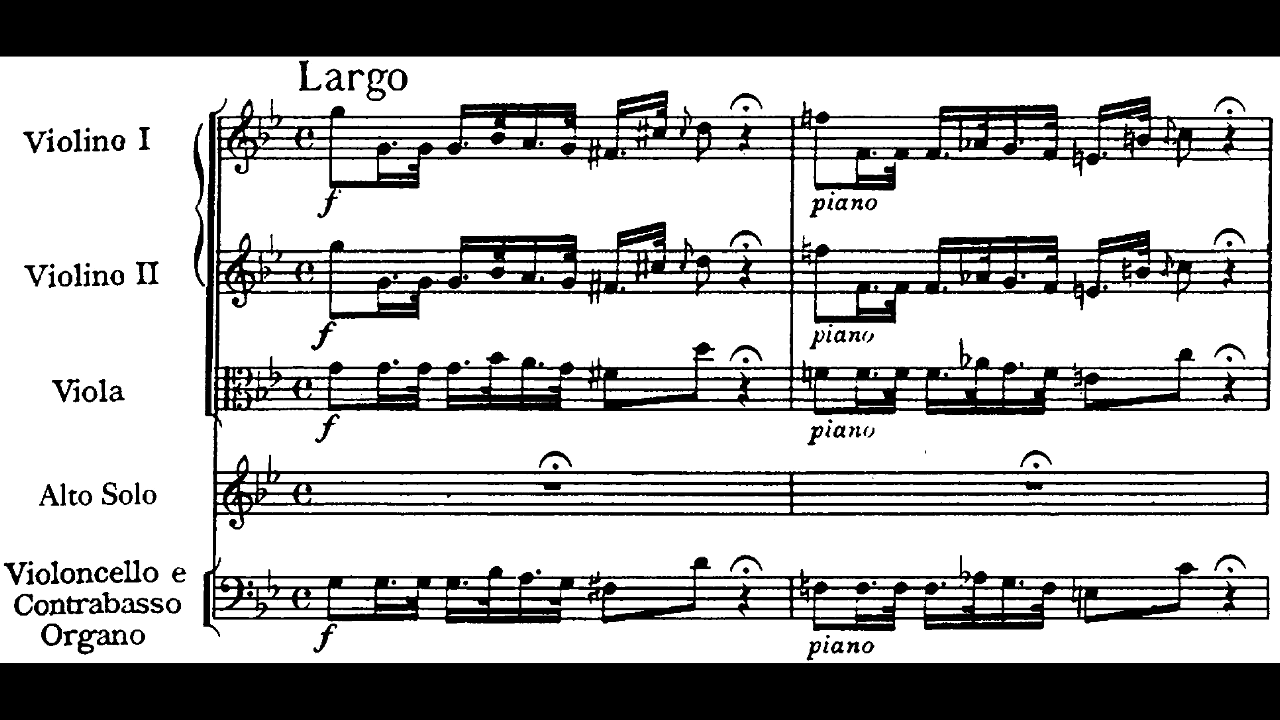 Largo
Violino I
f
piano
Violino II
f
piano
Viola
f
piano
Alto Solo
Violoncello e
Contrabasso
Organo
f
piano